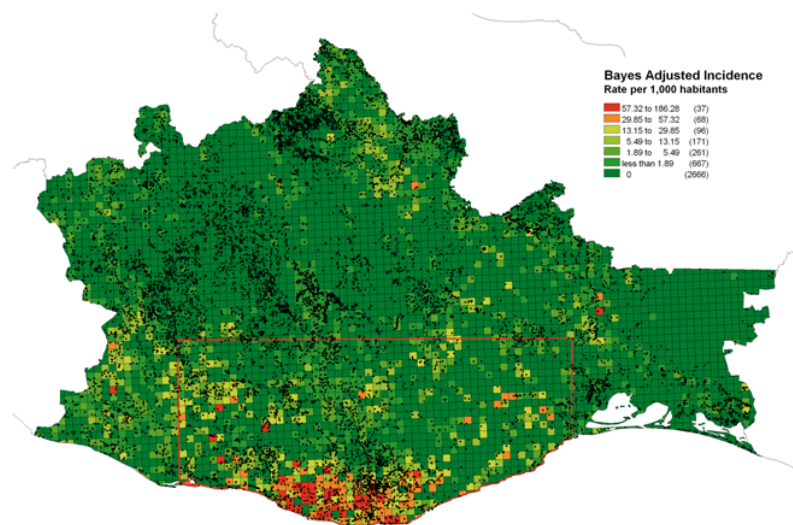 Bayes Adjusted Incidence
Rate per 1,000 habitants
57.32 to 186.28 (37)
29.85 to 57.32 (68)
13.15 to 29.85 (96)
5.49 to 13.15 (171)
1.89 to 5.49 (261)
less than 1.89 (667)
0 (2666)